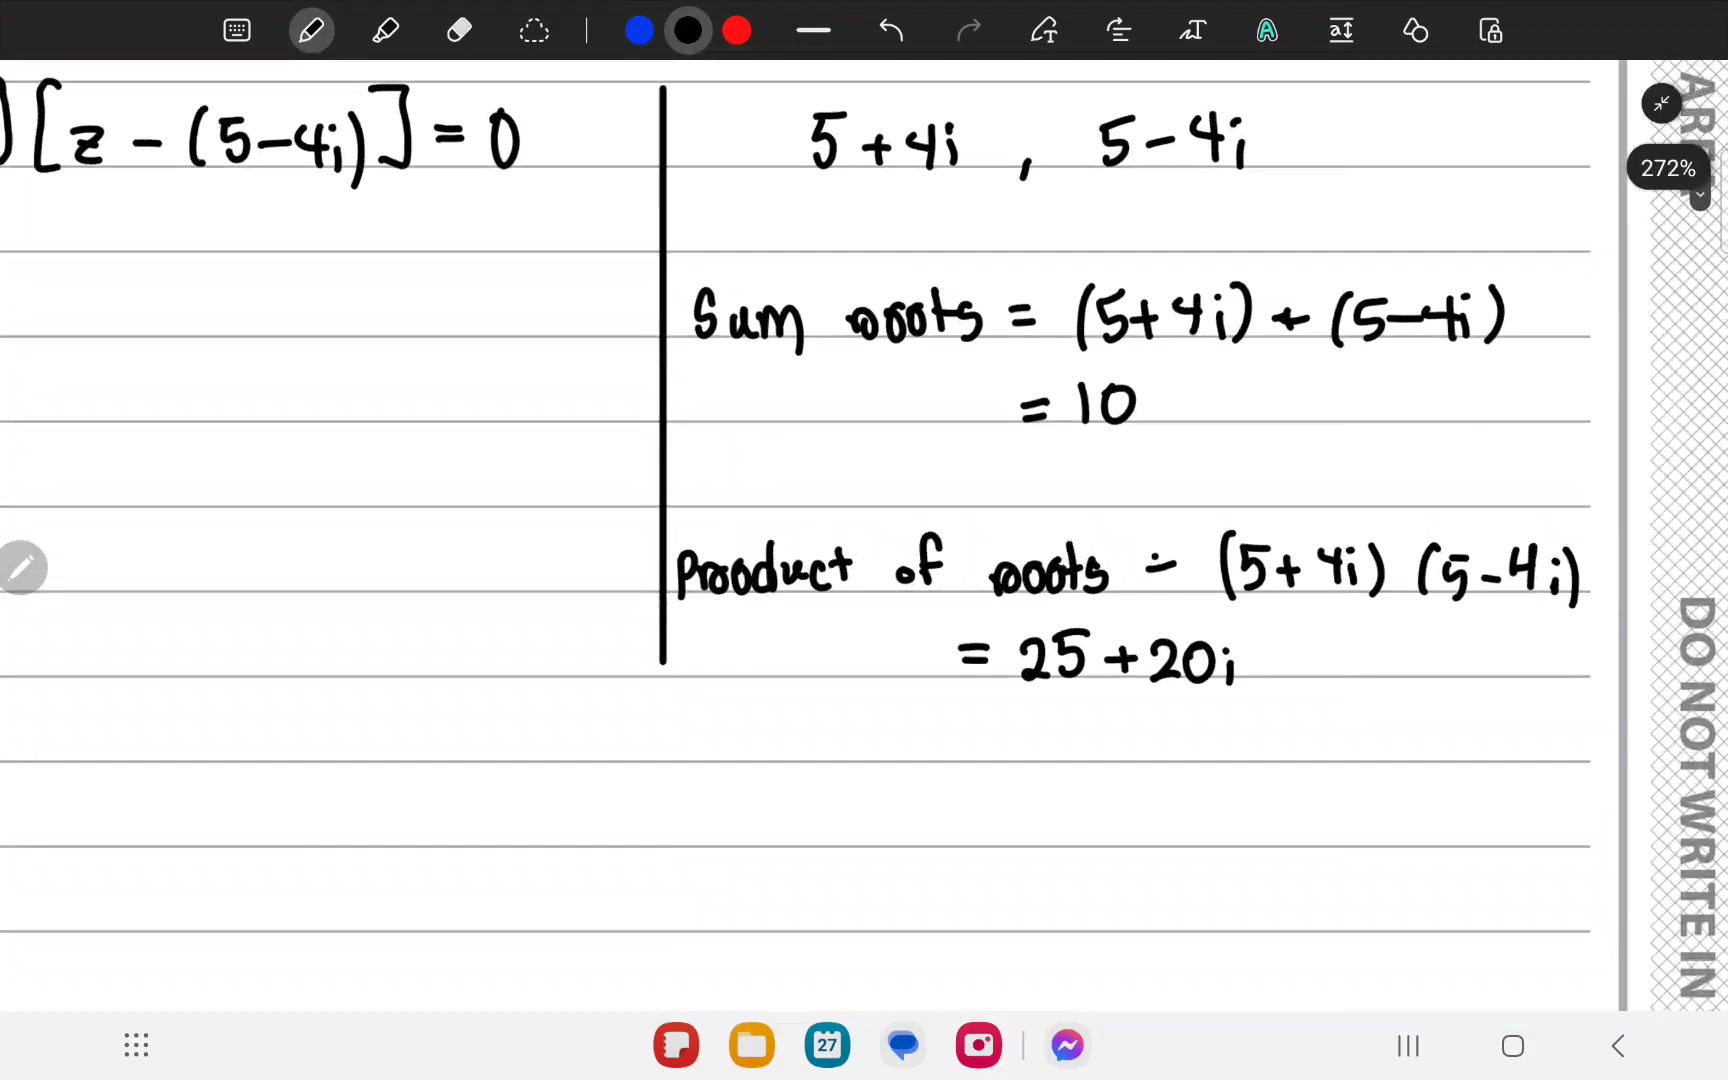 )[z - (5-4i)] = 0
5+4i , 5-4i
272%
Sum roots = (5+4i) + (5-4i)
= 10
Product of roots = (5+4i) (5-4i)
= 25 + 20i
DO NOT WRITE IN
27